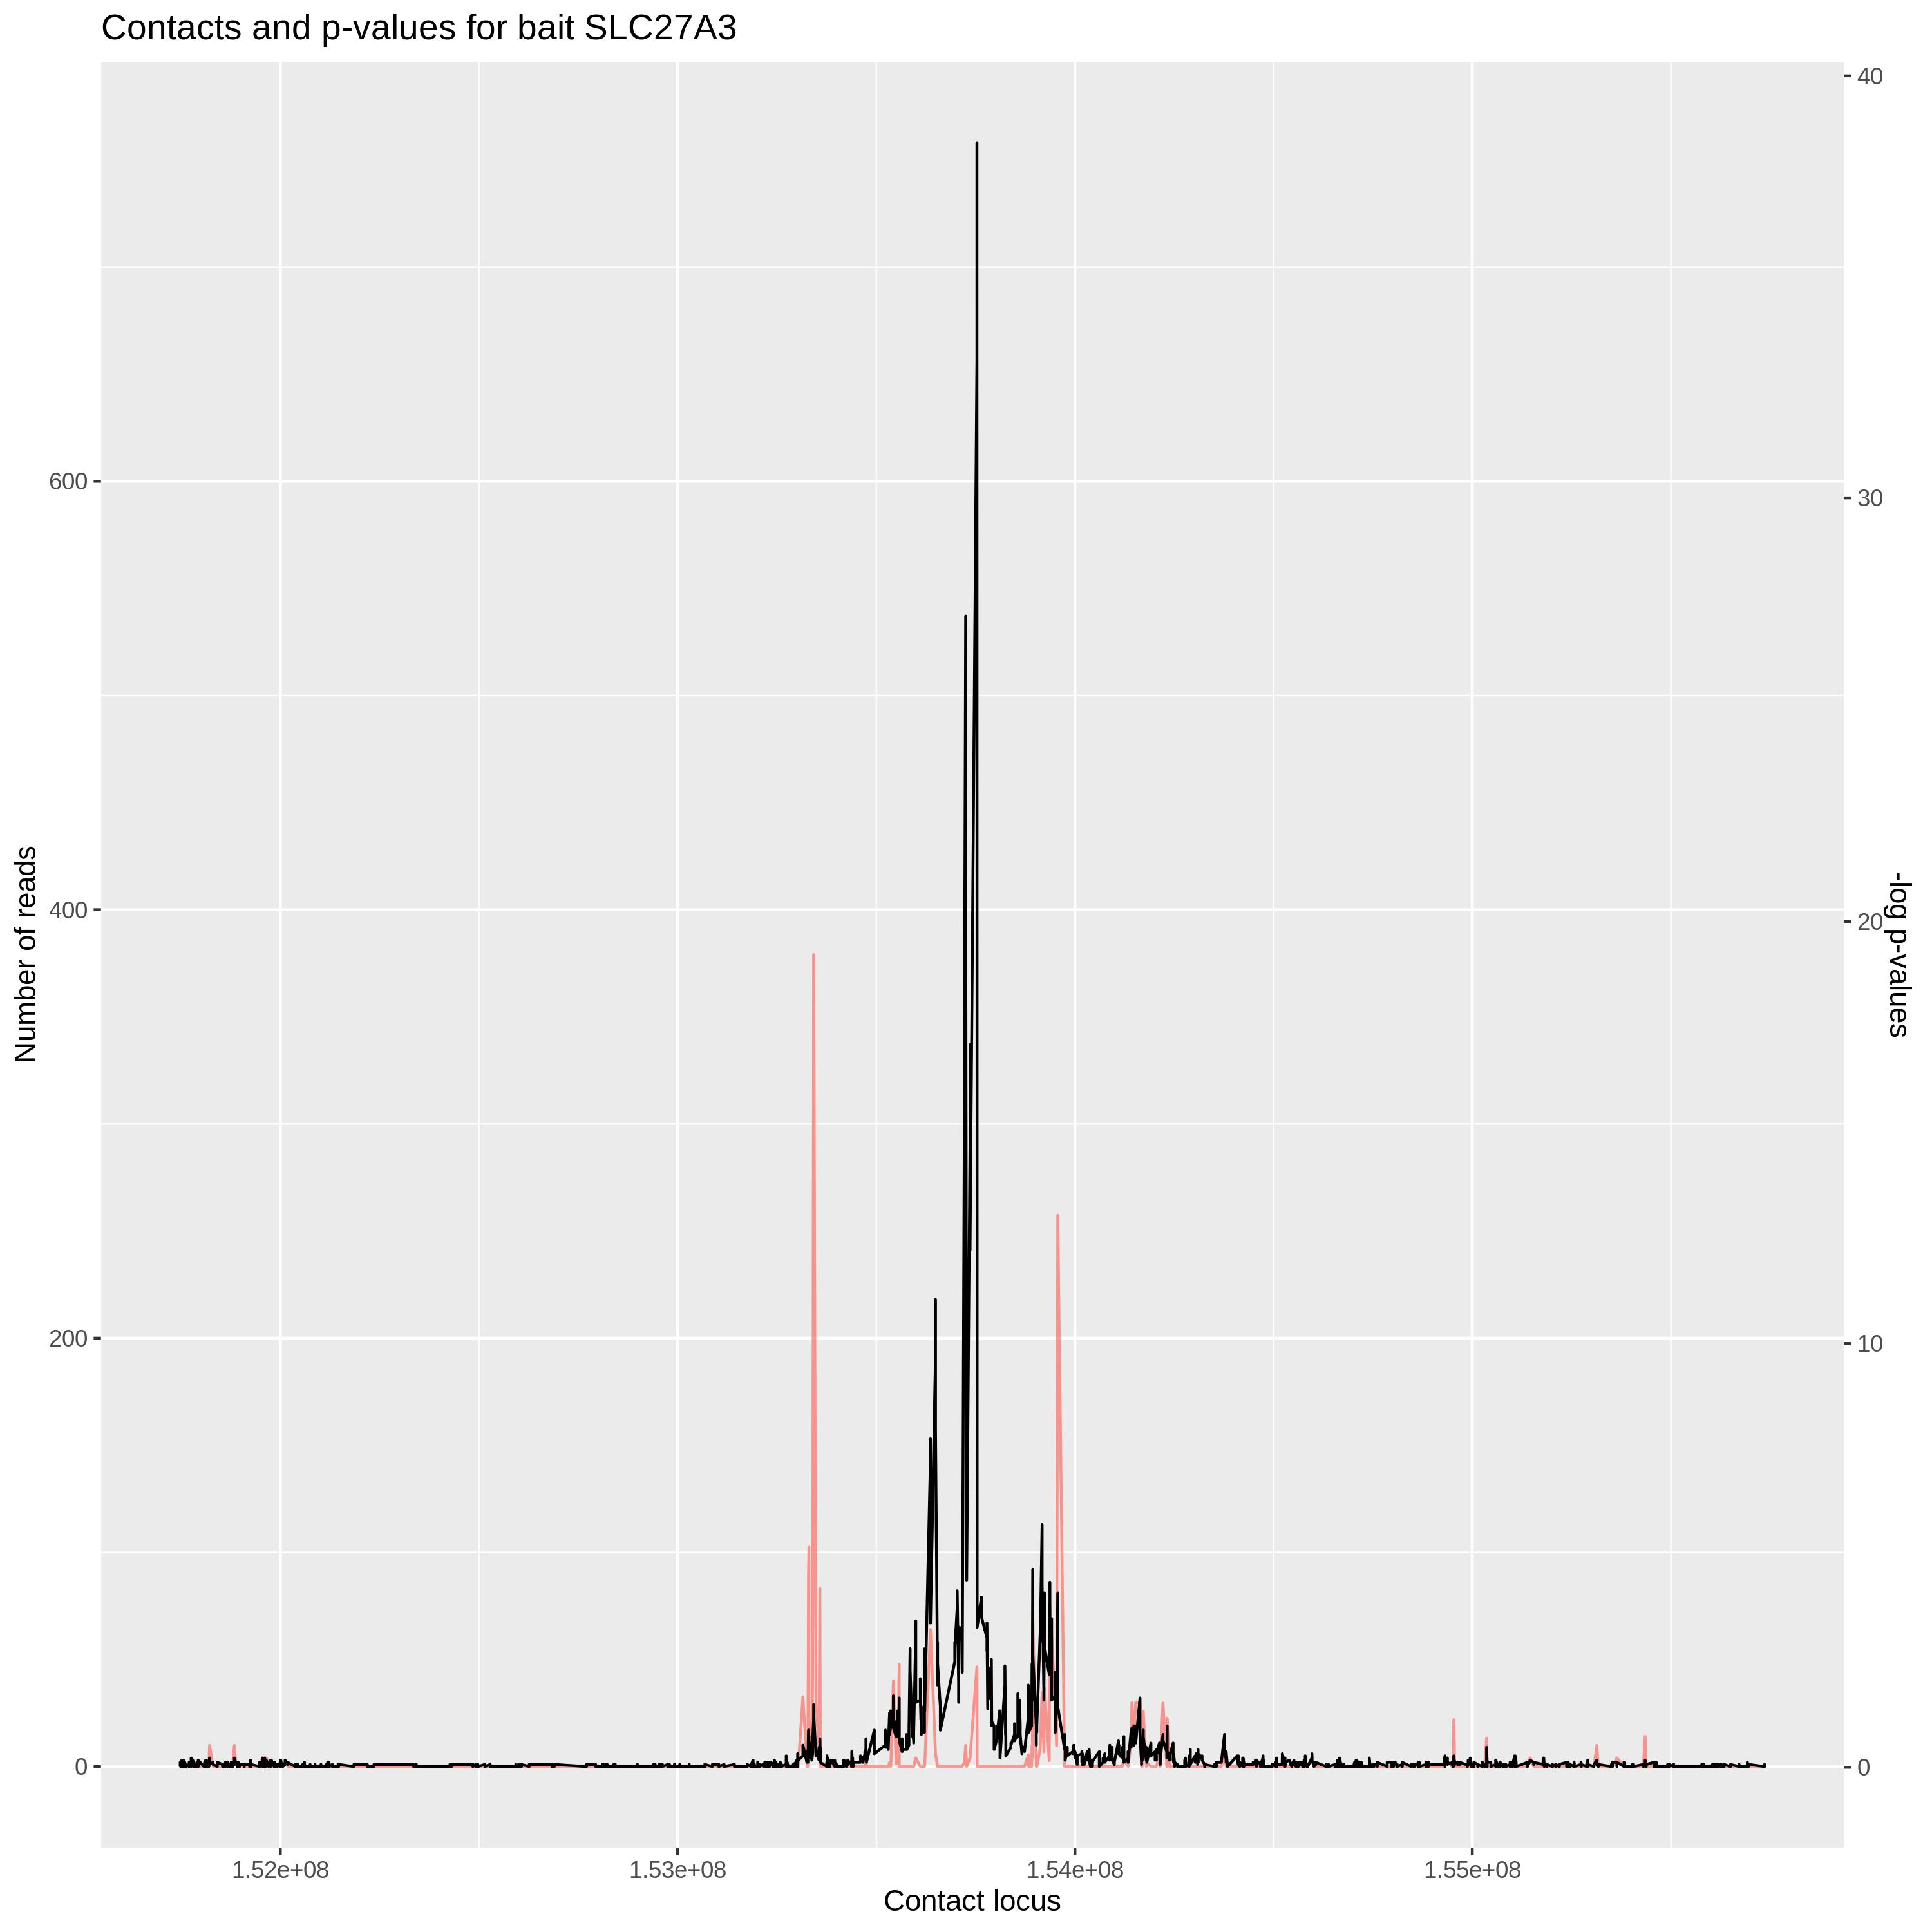 Contacts and p-values for bait SLC27A3
Number of reads
600
400
200
0
40
30
20
10
0
-log p-values
1.52e+08
1.53e+08
1.54e+08
1.55e+08
Contact locus